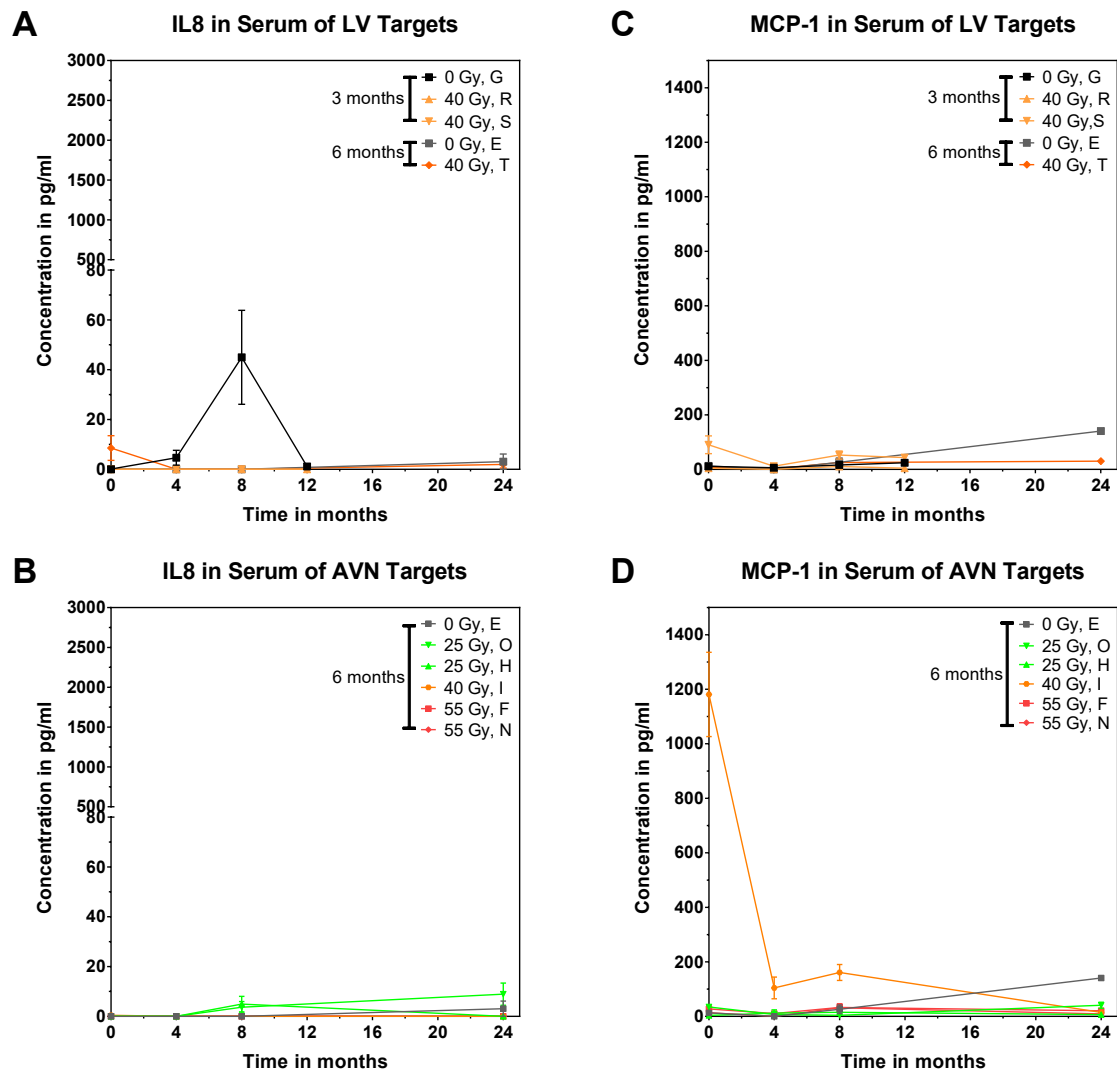 A
IL8 in Serum of LV Targets
Concentration in pg/ml
3000
2500
2000
1500
1000
500
80
60
40
20
0
0 4 8 12 16 20 24
Time in months
3 months
0 Gy, G
40 Gy, R
40 Gy, S
6 months
0 Gy, E
40 Gy, T
C
MCP-1 in Serum of LV Targets
Concentration in pg/ml
1400
1200
1000
800
600
400
200
0
0 4 8 12 16 20 24
Time in months
3 months
0 Gy, G
40 Gy, R
40 Gy,S
6 months
0 Gy, E
40 Gy, T
B
IL8 in Serum of AVN Targets
Concentration in pg/ml
3000
2500
2000
1500
1000
500
80
60
40
20
0
0 4 8 12 16 20 24
Time in months
6 months
0 Gy, E
25 Gy, O
25 Gy, H
40 Gy, I
55 Gy, F
55 Gy, N
D
MCP-1 in Serum of AVN Targets
Concentration in pg/ml
1400
1200
1000
800
600
400
200
0
0 4 8 12 16 20 24
Time in months
6 months
0 Gy, E
25 Gy, O
25 Gy, H
40 Gy, I
55 Gy, F
55 Gy, N